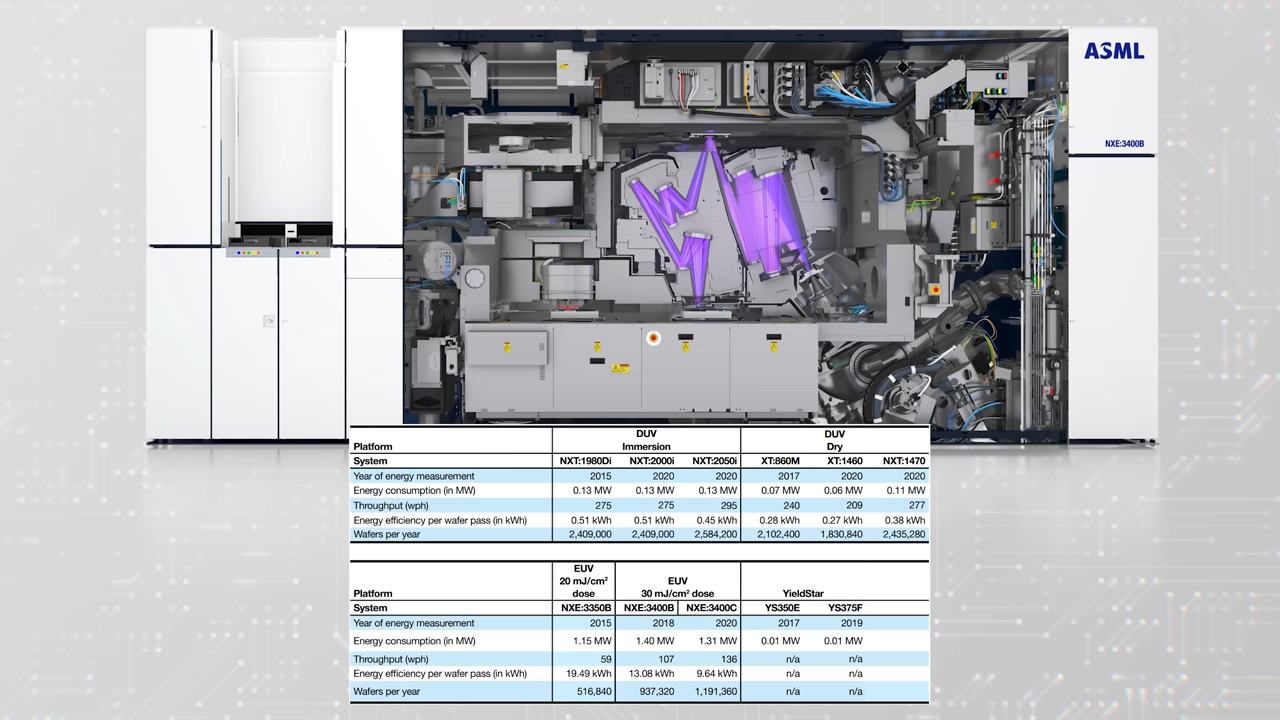 ASML
NXE:3400B
DUV DUV
Platform Immersion Dry
System NXT:1980Di NXT:2000i NXT:2050i XT:860M XT:1460 NXT:1470
Year of energy measurement 2015 2020 2020 2017 2020 2020
Energy consumption (in MW) 0.13 MW 0.13 MW 0.13 MW 0.07 MW 0.06 MW 0.11 MW
Throughput (wph) 275 275 295 240 209 277
Energy efficiency per wafer pass (in kWh) 0.51 kWh 0.51 kWh 0.45 kWh 0.28 kWh 0.27 kWh 0.38 kWh
Wafers per year 2,409,000 2,409,000 2,584,200 2,102,400 1,830,840 2,435,280
EUV
20 mJ/cm² EUV
Platform dose 30 mJ/cm² dose YieldStar
System NXE:3350B NXE:3400B NXE:3400C YS350E YS375F
Year of energy measurement 2015 2018 2020 2017 2019
Energy consumption (in MW) 1.15 MW 1.40 MW 1.31 MW 0.01 MW 0.01 MW
Throughput (wph) 59 107 136 n/a n/a
Energy efficiency per wafer pass (in kWh) 19.49 kWh 13.08 kWh 9.64 kWh n/a n/a
Wafers per year 516,840 937,320 1,191,360 n/a n/a